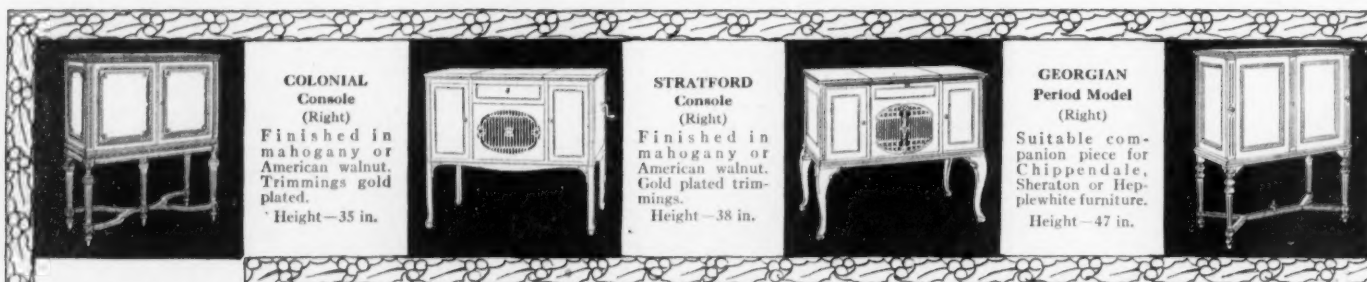 COLONIAL
Console
(Right)
Finished in
mahogany or
American walnut.
Trimmings gold
plated.
Height—35 in.
STRATFORD
Console
(Right)
Finished in
mahogany or
American walnut.
Gold plated trim-
mings.
Height—38 in.
GEORGIAN
Period Model
(Right)
Suitable com-
panion piece for
Chippendale,
Sheraton or Hep-
plewhite furniture.
Height—47 in.